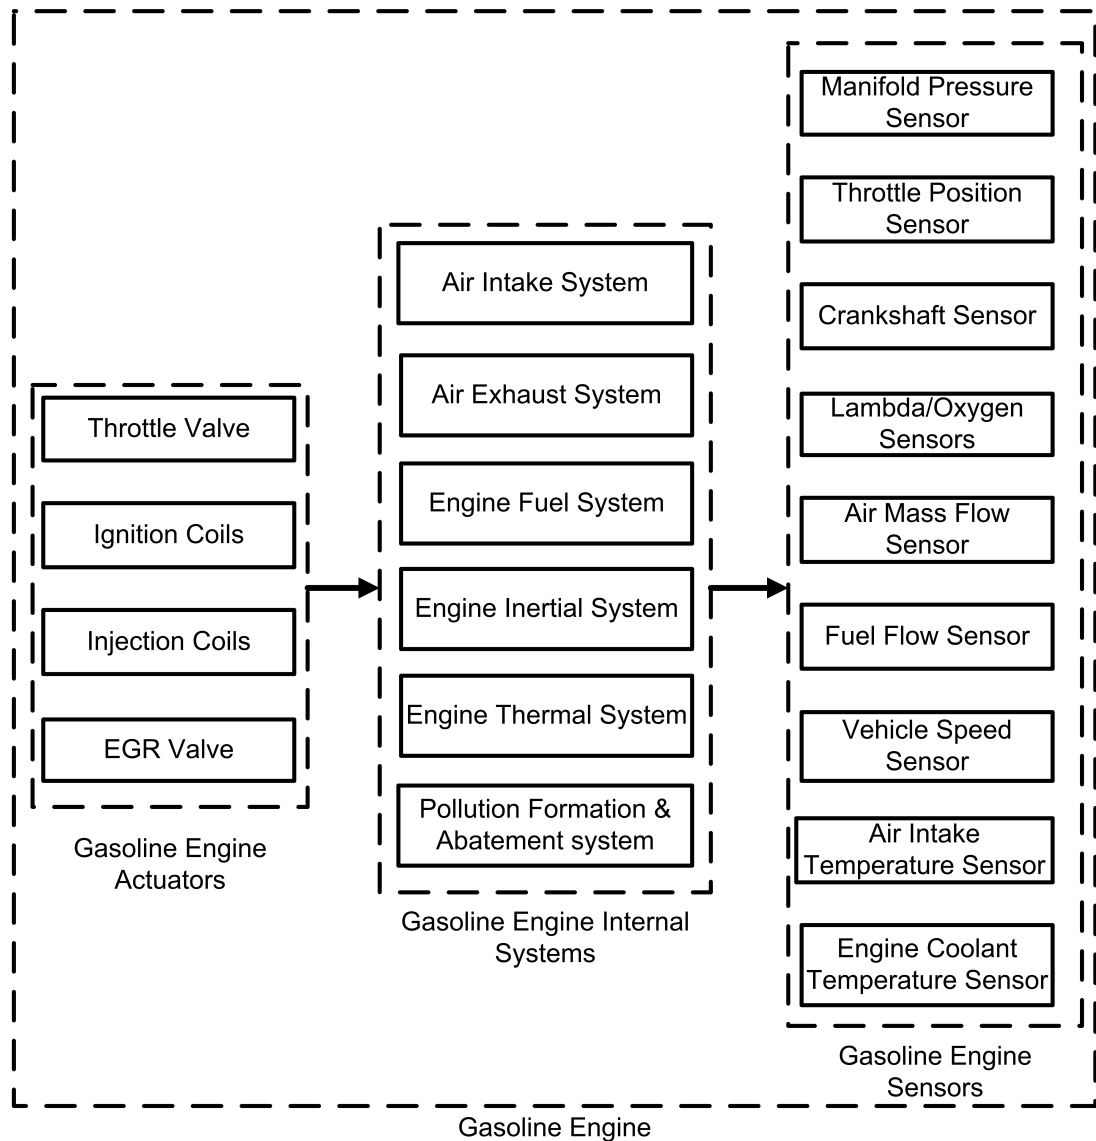 Throttle Valve
Ignition Coils
Injection Coils
EGR Valve
Gasoline Engine
Actuators
Air Intake System
Air Exhaust System
Engine Fuel System
Engine Inertial System
Engine Thermal System
Pollution Formation &
Abatement system
Gasoline Engine Internal
Systems
Manifold Pressure
Sensor
Throttle Position
Sensor
Crankshaft Sensor
Lambda/Oxygen
Sensors
Air Mass Flow
Sensor
Fuel Flow Sensor
Vehicle Speed
Sensor
Air Intake
Temperature Sensor
Engine Coolant
Temperature Sensor
Gasoline Engine
Sensors
Gasoline Engine